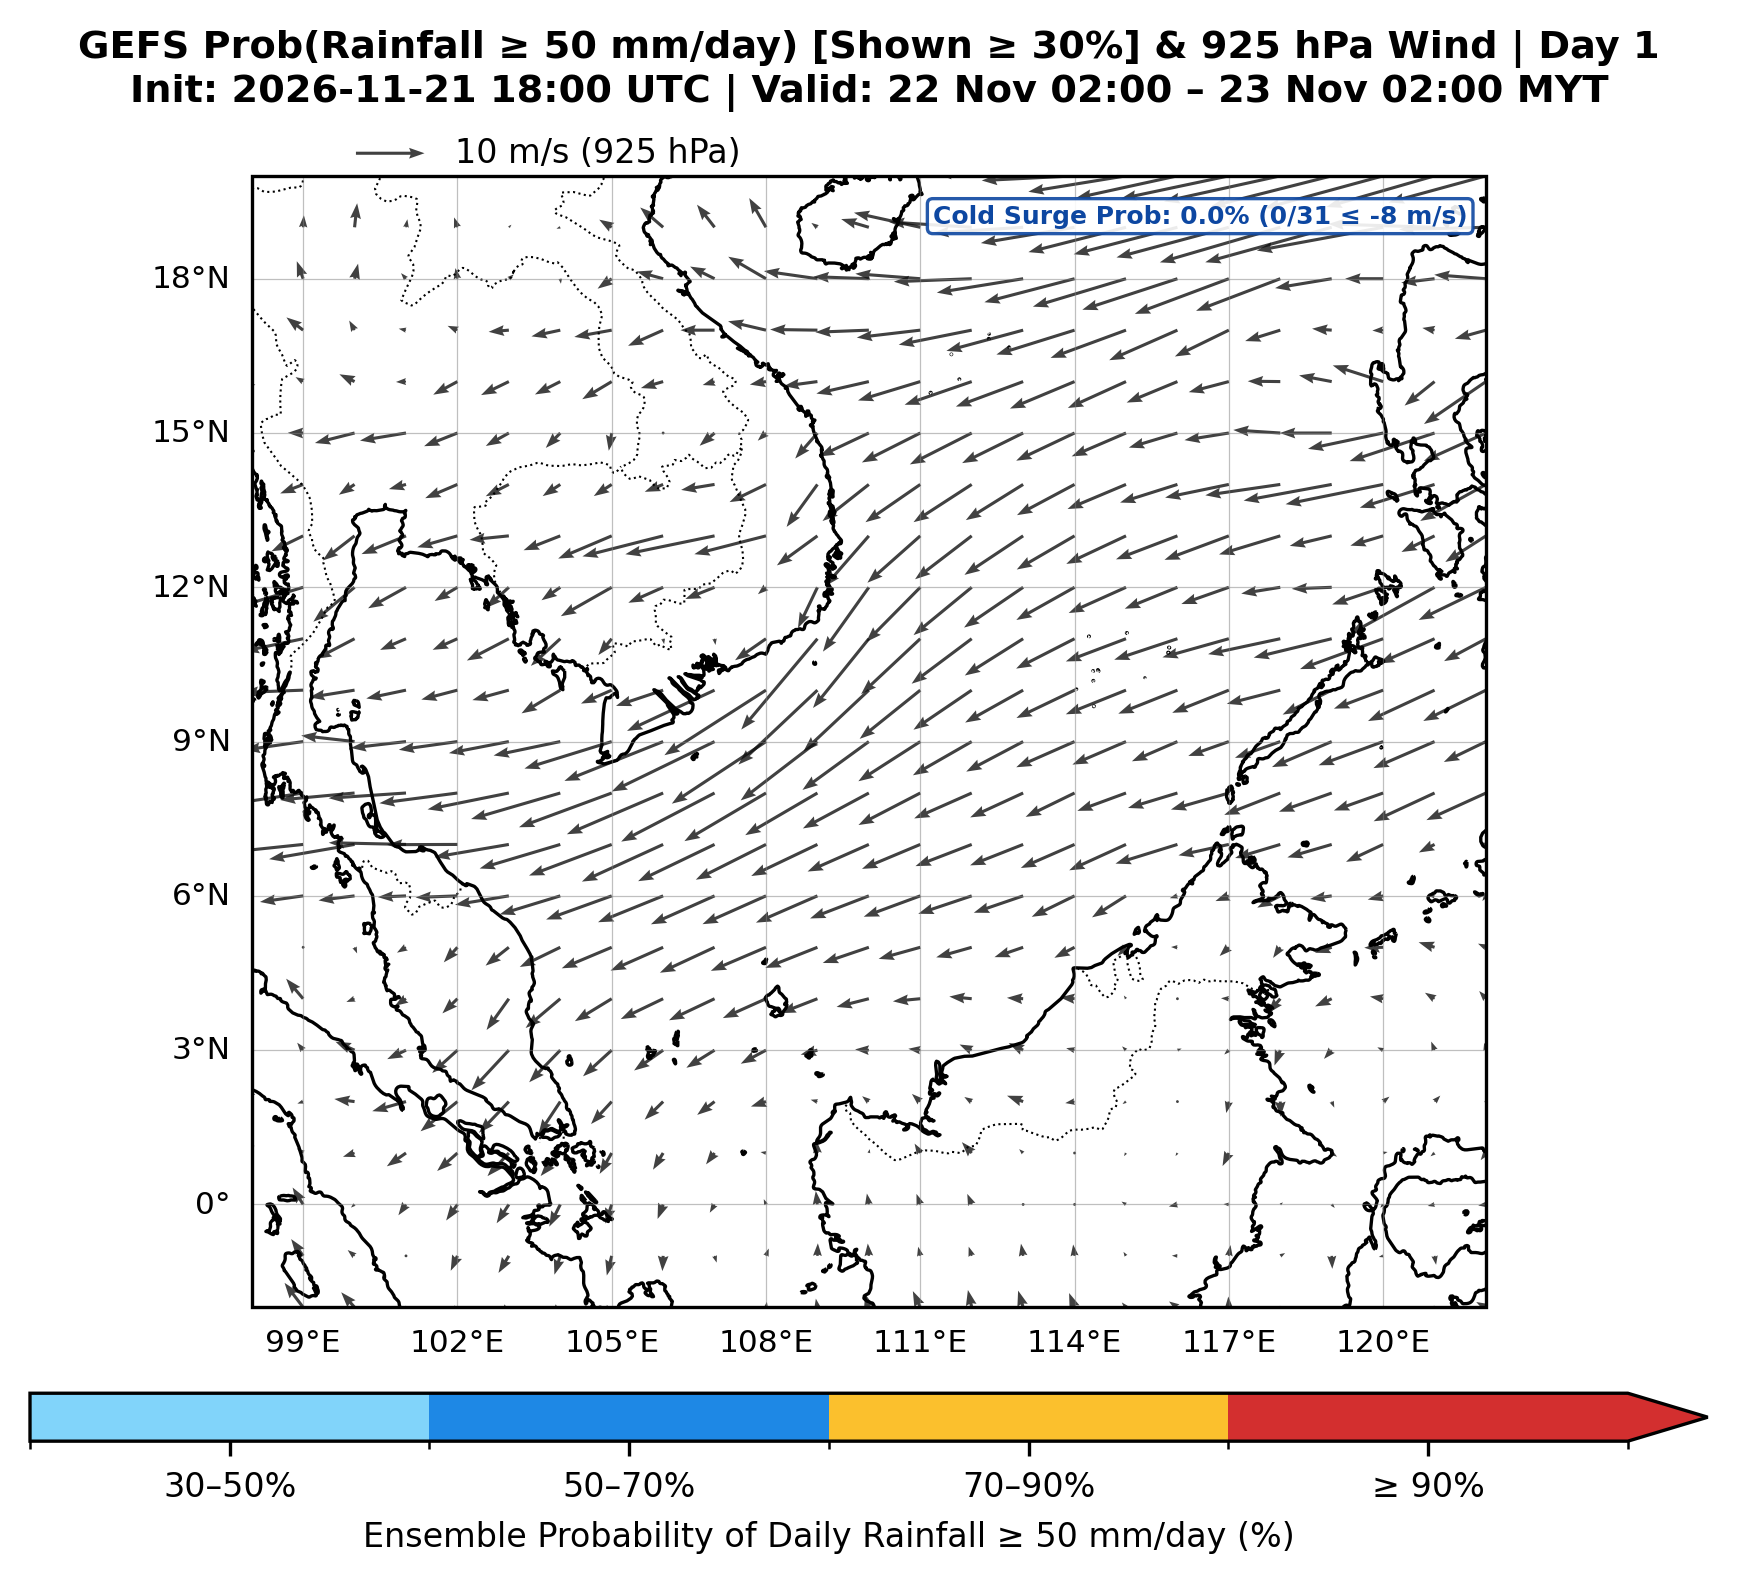 GEFS Prob(Rainfall ≥ 50 mm/day) [Shown ≥ 30%] & 925 hPa Wind | Day 1
Init: 2026-11-21 18:00 UTC | Valid: 22 Nov 02:00 – 23 Nov 02:00 MYT
10 m/s (925 hPa)
Cold Surge Prob: 0.0% (0/31 ≤ -8 m/s)
18°N
15°N
12°N
9°N
6°N
3°N
0°
99°E 102°E 105°E 108°E 111°E 114°E 117°E 120°E
30–50% 50–70% 70–90% ≥ 90%
Ensemble Probability of Daily Rainfall ≥ 50 mm/day (%)